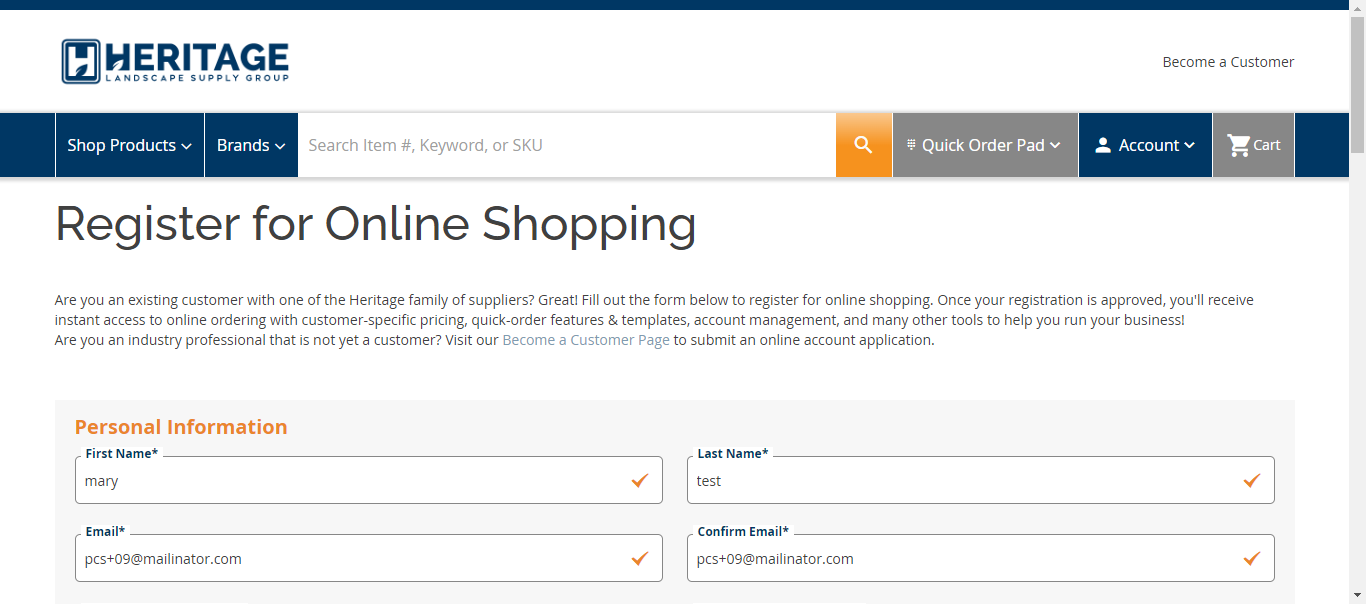 HERITAGE
LANDSCAPE SUPPLY GROUP
Become a Customer
Shop Products
Brands
Search Item #, Keyword, or SKU
Quick Order Pad
Account
Cart
Register for Online Shopping
Are you an existing customer with one of the Heritage family of suppliers? Great! Fill out the form below to register for online shopping. Once your registration is approved, you'll receive
instant access to online ordering with customer-specific pricing, quick-order features & templates, account management, and many other tools to help you run your business!
Are you an industry professional that is not yet a customer? Visit our Become a Customer Page to submit an online account application.
Personal Information
First Name*
mary
Last Name*
test
Email*
pcs+09@mailinator.com
Confirm Email*
pcs+09@mailinator.com